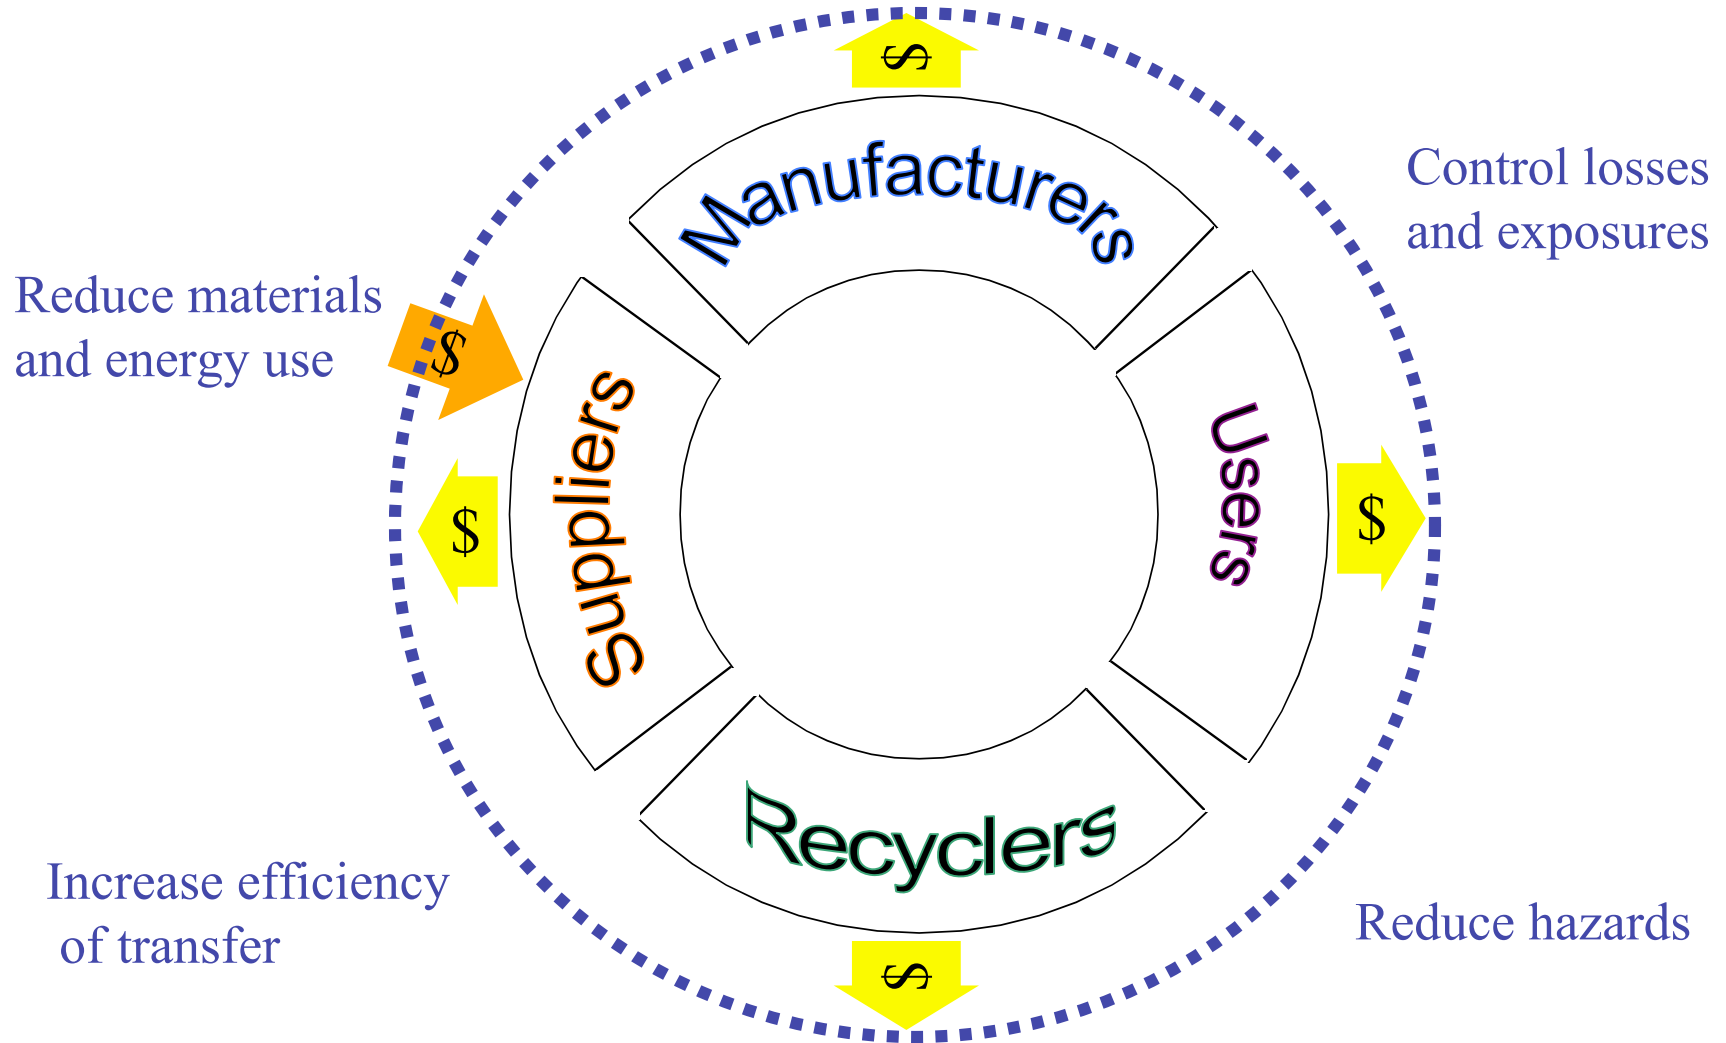 $
Manufacturers
Control losses
and exposures
Reduce materials
and energy use
$
Suppliers
Users
$
$
Recyclers
Increase efficiency
of transfer
Reduce hazards
$